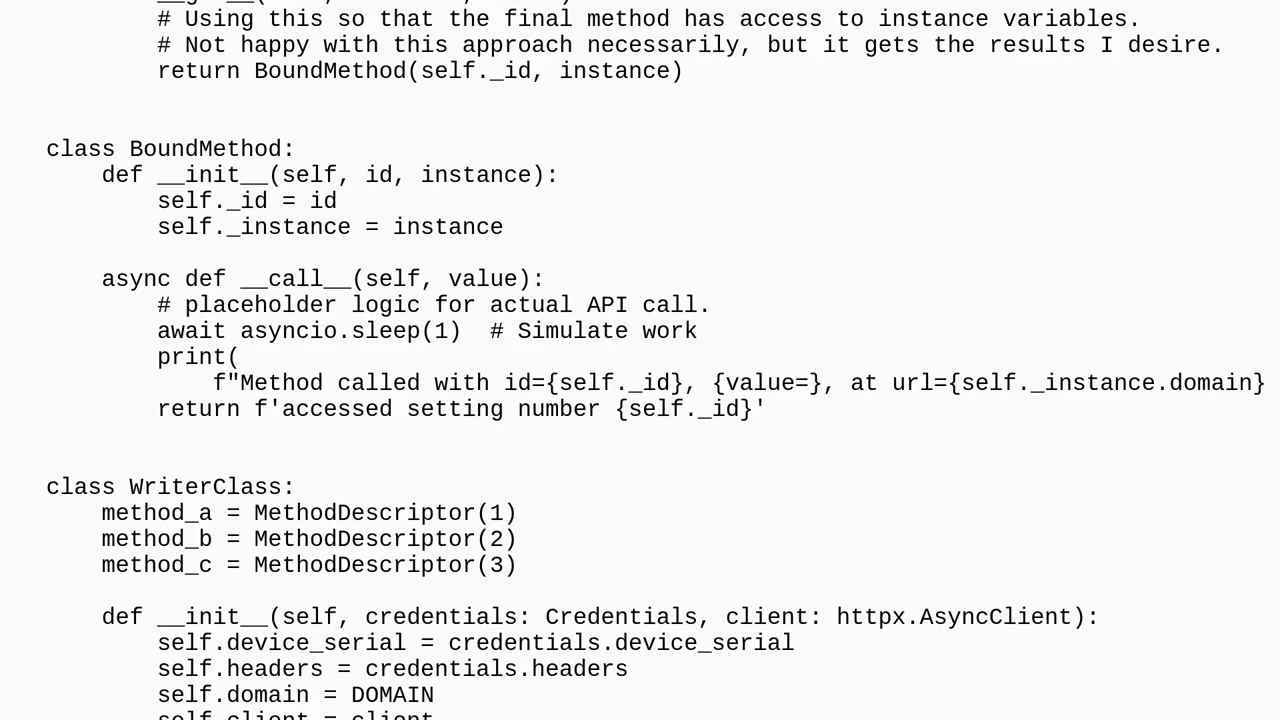 # Using this so that the final method has access to instance variables.
# Not happy with this approach necessarily, but it gets the results I desire.
return BoundMethod(self._id, instance)
class BoundMethod:
def __init__(self, id, instance):
self._id = id
self._instance = instance
async def __call__(self, value):
# placeholder logic for actual API call.
await asyncio.sleep(1)  # Simulate work
print(
f"Method called with id={self._id}, {value=}, at url={self._instance.domain}
return f'accessed setting number {self._id}'
class WriterClass:
method_a = MethodDescriptor(1)
method_b = MethodDescriptor(2)
method_c = MethodDescriptor(3)
def __init__(self, credentials: Credentials, client: httpx.AsyncClient):
self.device_serial = credentials.device_serial
self.headers = credentials.headers
self.domain = DOMAIN
self.client = client